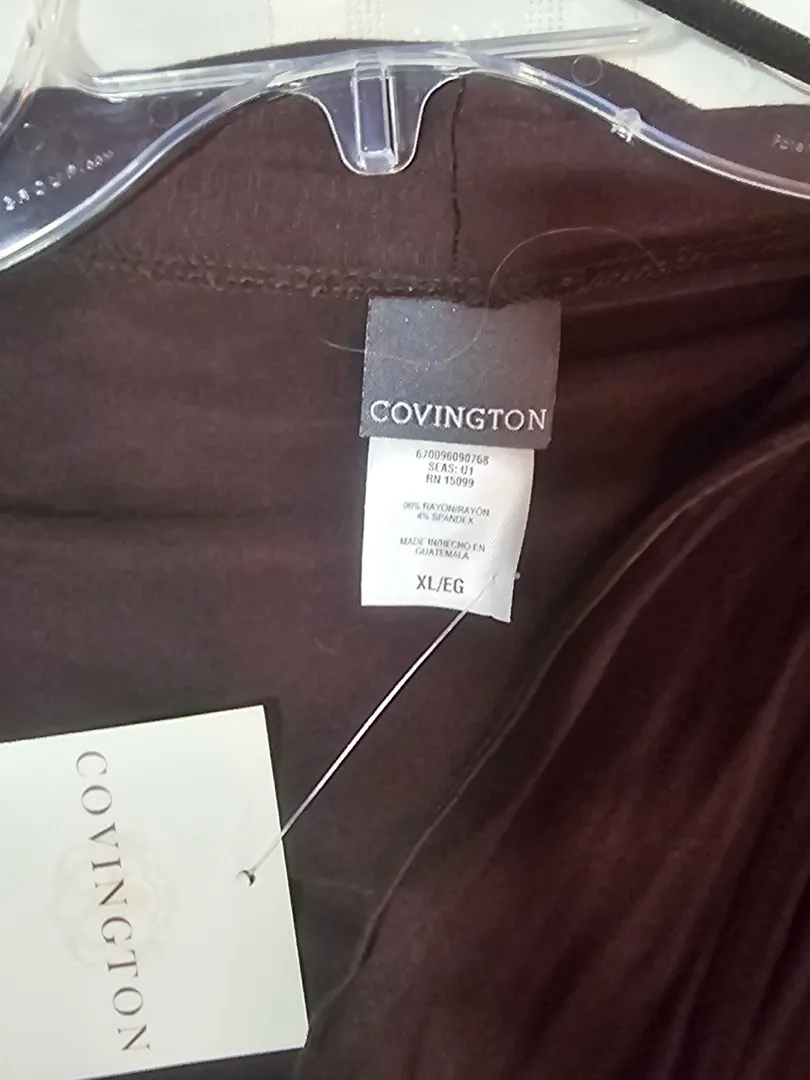 COVINGTON
670096090768
SEAS: U1
RN 15099
96% RAYON/RAYÓN
4% SPANDEX
MADE IN/HECHO EN
GUATEMALA
XL/EG
COVINGTON